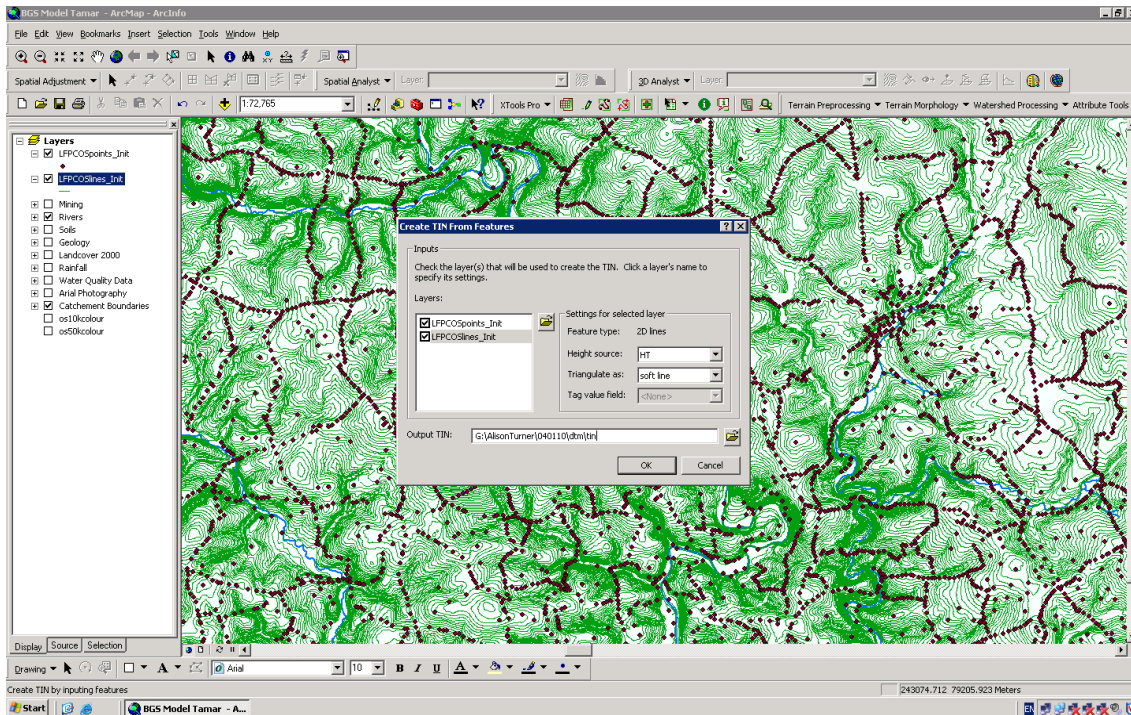 BGS Model Tamar - ArcMap - ArcInfo
File Edit View Bookmarks Insert Selection Tools Window Help
Spatial Adjustment Spatial Analyst Layer: 3D Analyst Layer:
1:72,765 XTools Pro Terrain Preprocessing Terrain Morphology Watershed Processing Attribute Tools
Layers
LFPCOSpoints_Init
LFPCOSlines_Init
Mining
Rivers
Soils
Geology
Landcover 2000
Rainfall
Water Quality Data
Arial Photography
Catchement Boundaries
os10kcolour
os50kcolour
Create TIN From Features
Inputs
Check the layer(s) that will be used to create the TIN. Click a layer's name to
specify its settings.
Layers:
LFPCOSpoints_Init
LFPCOSlines_Init
Settings for selected layer
Feature type: 2D lines
Height source: HT
Triangulate as: soft line
Tag value field: <None>
Output TIN: G:\AlisonTurner\040110\dtm\tin
OK Cancel
Display Source Selection
Drawing A Arial 10 B I U A
Create TIN by inputing features 243074.712 79205.923 Meters
Start BGS Model Tamar - A... EN